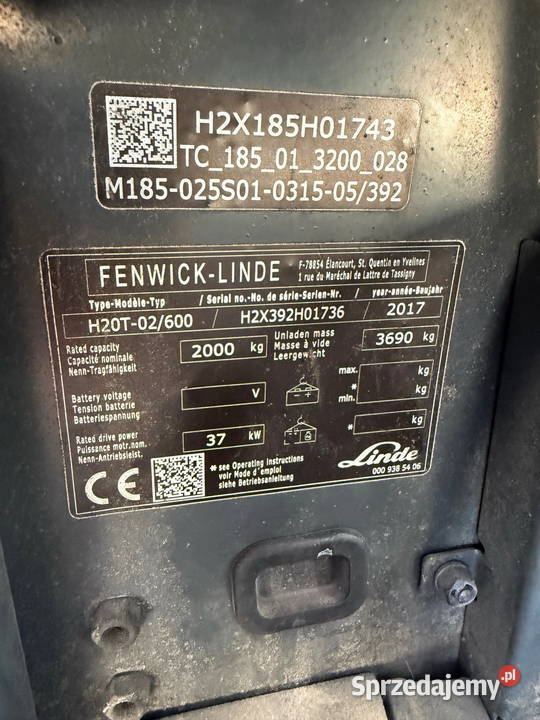 H2X185H01743
TC_185_01_3200_028
M185-025S01-0315-05/392
FENWICK-LINDE
F-78854 Élancourt, St. Quentin en Yvelines
1 rue du Maréchal de Lattre de Tassigny
Type-Modèle-Typ / Serial no.-No. de série-Serien-Nr. / year-année-Baujahr
H20T-02/600 / H2X392H01736 / 2017
Rated capacity
Capacité nominale
Nenn-Tragfähigkeit
2000 kg
Unladen mass
Masse à vide
Leergewicht
3690 kg
Battery voltage
Tension batterie
Batteriespannung
V
- +
max. kg
* min. kg
Rated drive power
Puissance motr.nom.
Nenn-Antriebsleist.
37 kW
* kg
* see Operating Instructions
voir Mode d'emploi
siehe Betriebsanleitung
CE
Linde
000 938 54 06
Sprzedajemy.pl